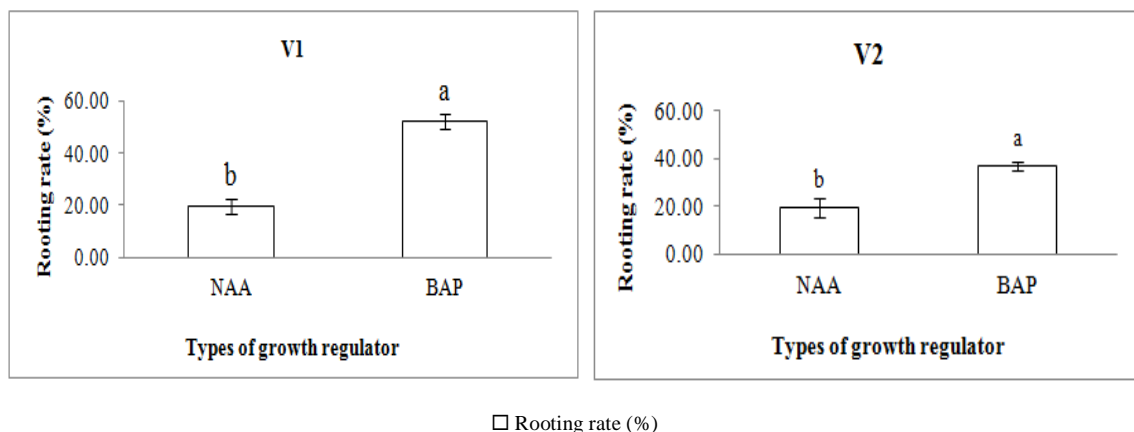 V1
Rooting rate (%)
60.00
40.00
20.00
0.00
b
a
NAA BAP
Types of growth regulator
V2
Rooting rate (%)
60.00
40.00
20.00
0.00
b
a
NAA BAP
Types of growth regulator
Rooting rate (%)